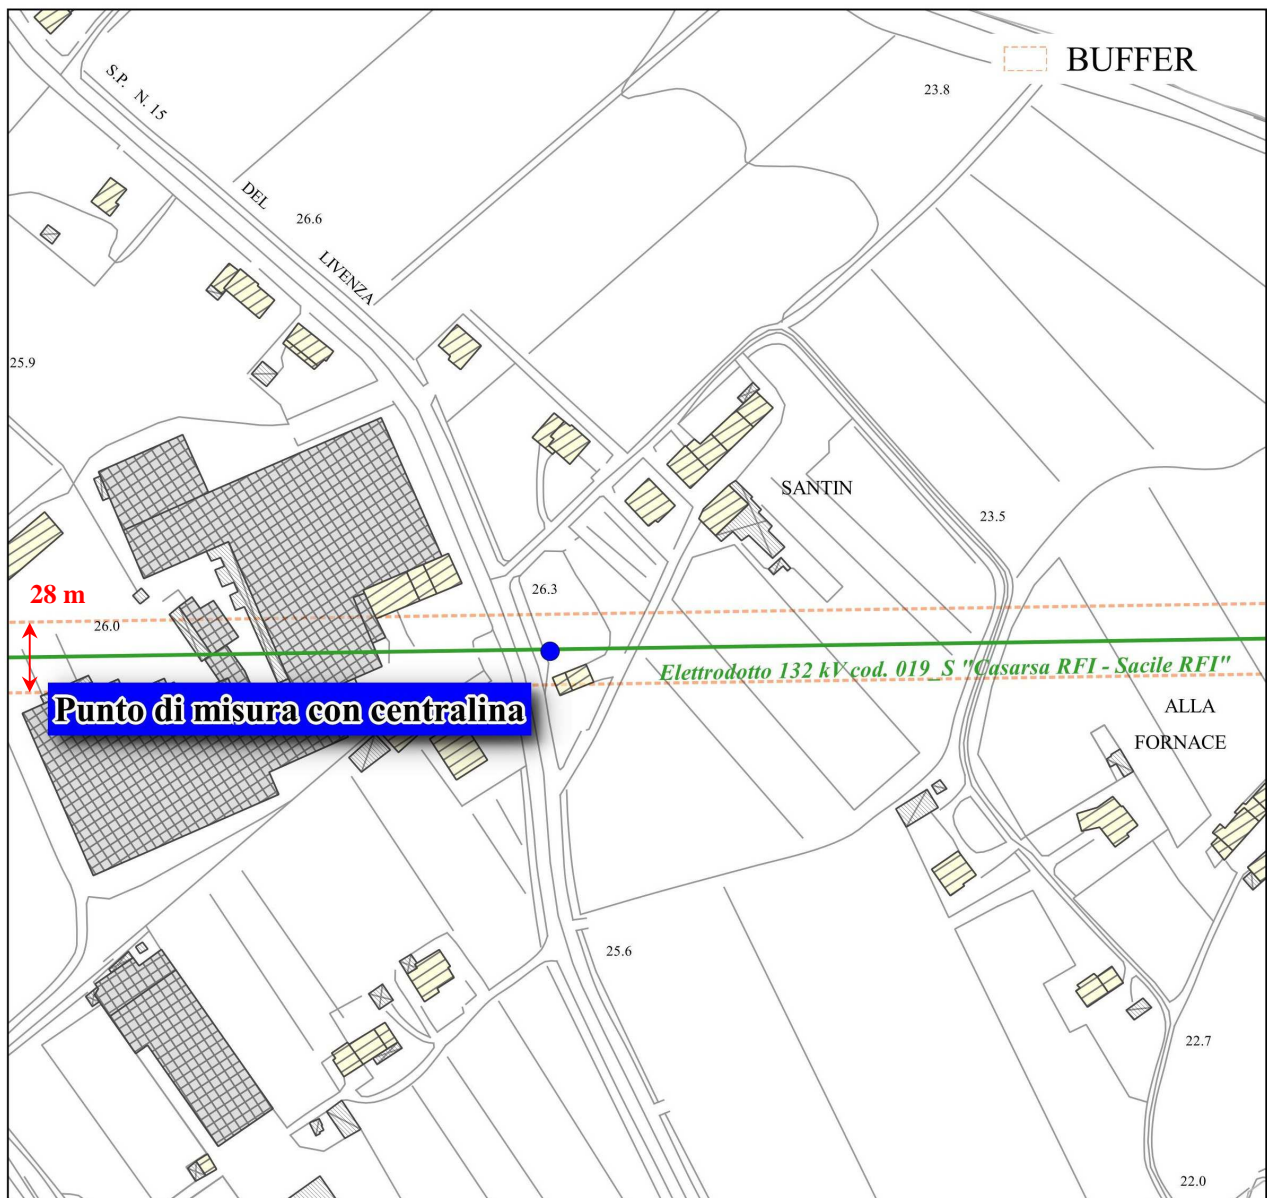 BUFFER
S.P. N. 15
23.8
DEL
26.6
LIVENZA
25.9
SANTIN
23.5
28 m
26.3
26.0
Elettrodotto 132 kV cod. 019_S "Casarsa RFI - Sacile RFI"
Punto di misura con centralina
ALLA
FORNACE
25.6
22.7
22.0